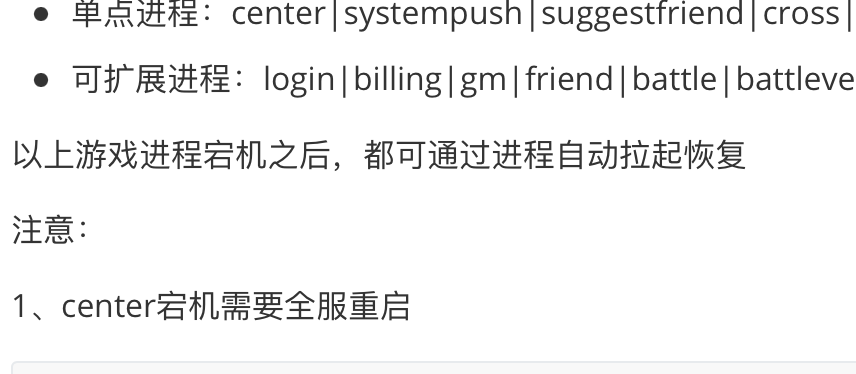 ● 单点进程：center|systempush|suggestfriend|cross|
● 可扩展进程：login|billing|gm|friend|battle|battleve
以上游戏进程宕机之后，都可通过进程自动拉起恢复
注意：
1、center宕机需要全服重启